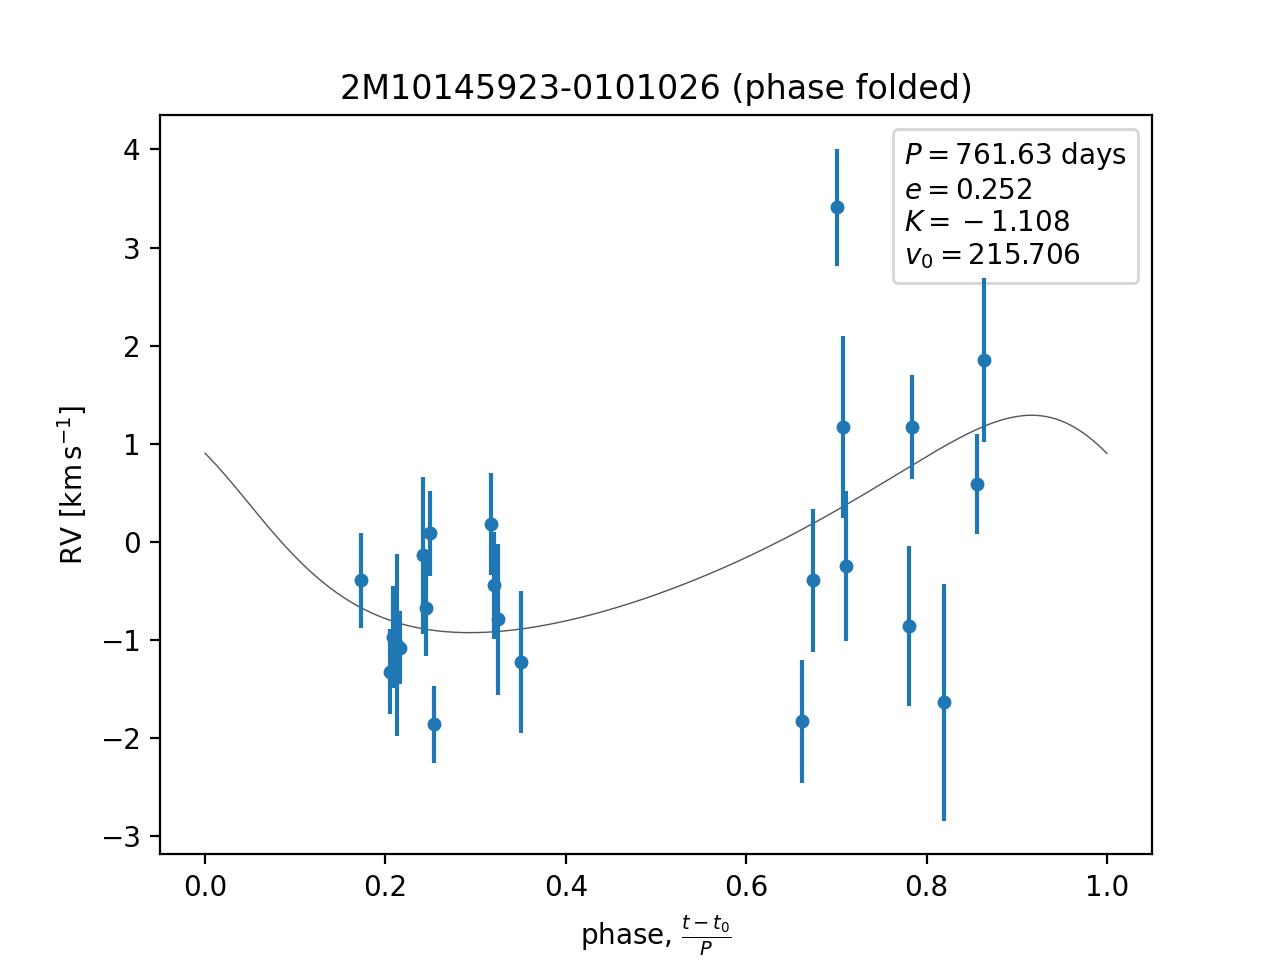 2M10145923-0101026 (phase folded)
P = 761.63 days
e = 0.252
K = −1.108
v₀ = 215.706
4
3
2
1
0
−1
−2
−3
RV [km s⁻¹]
0.0 0.2 0.4 0.6 0.8 1.0
phase, (t − t₀)/P